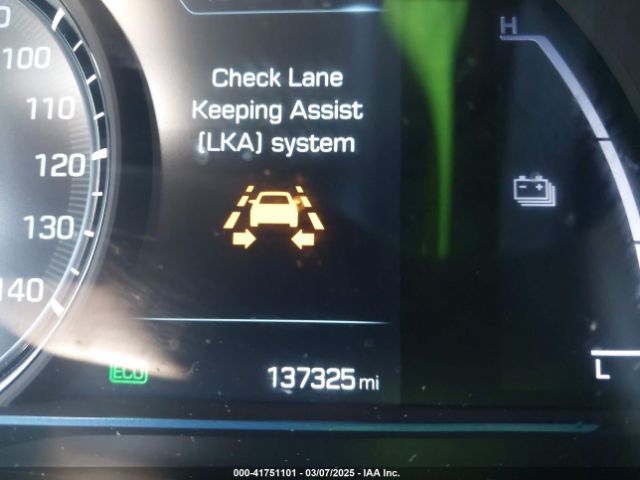 100
110
120
130
140
Check Lane
Keeping Assist
(LKA) system
H
L
ECO
137325 mi
000-41751101 - 03/07/2025 - IAA Inc.